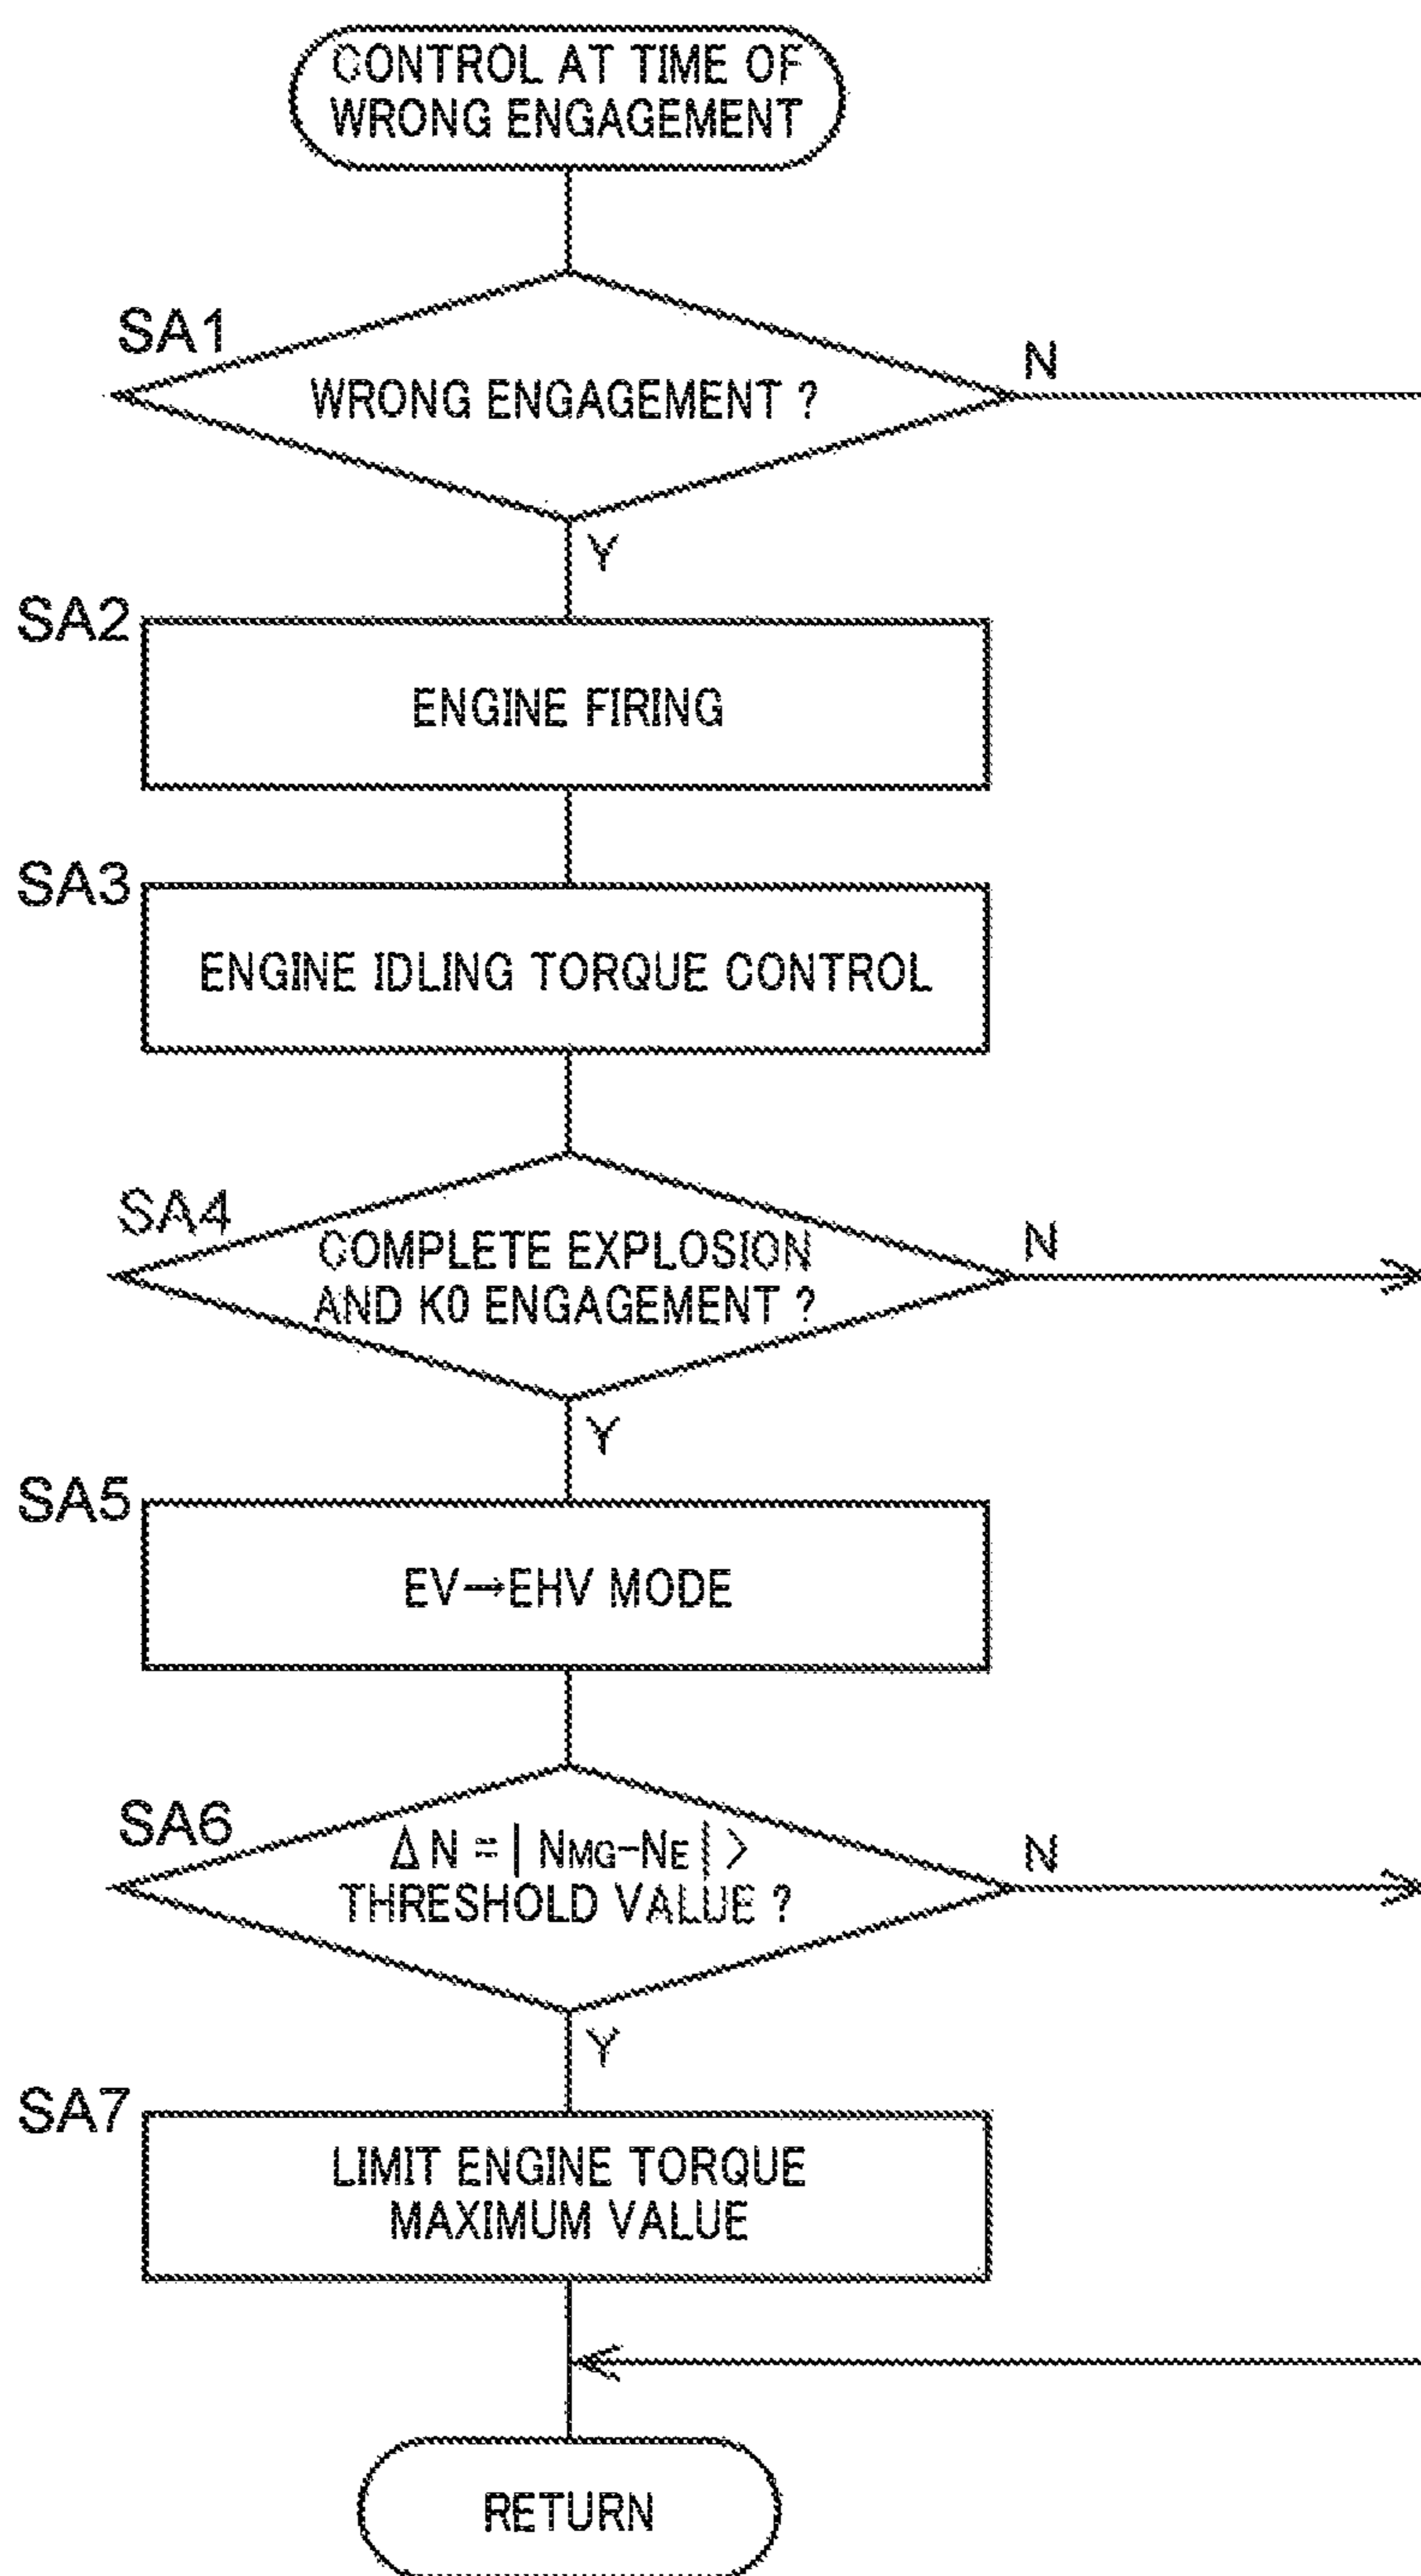 CONTROL AT TIME OF
WRONG ENGAGEMENT
SA1
WRONG ENGAGEMENT ?
N
Y
SA2
ENGINE FIRING
SA3
ENGINE IDLING TORQUE CONTROL
SA4
COMPLETE EXPLOSION
AND K0 ENGAGEMENT ?
N
Y
SA5
EV→EHV MODE
SA6
ΔN = | NMG-NE | >
THRESHOLD VALUE ?
N
Y
SA7
LIMIT ENGINE TORQUE
MAXIMUM VALUE
RETURN